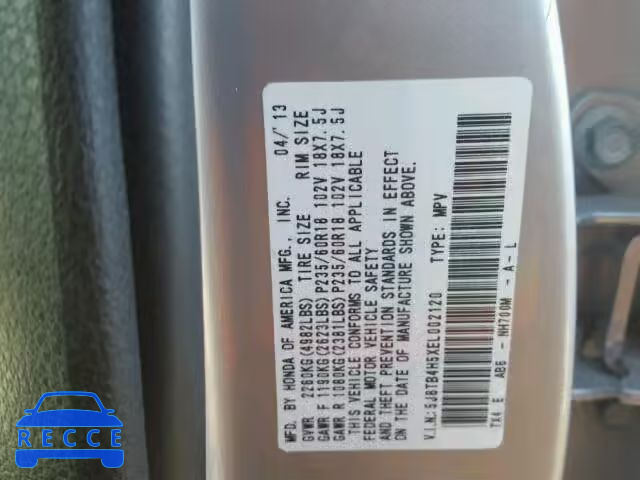 MFD. BY HONDA OF AMERICA MFG., INC. 04/'13
GVWR 2260KG(4982LBS) TIRE SIZE RIM SIZE
GAWR F 1190KG(2623LBS)P235/60R18 102V 18X7.5J
GAWR R 1080KG(2381LBS)P235/60R18 102V 18X7.5J
THIS VEHICLE CONFORMS TO ALL APPLICABLE
FEDERAL MOTOR VEHICLE SAFETY
AND THEFT PREVENTION STANDARDS IN EFFECT
ON THE DATE OF MANUFACTURE SHOWN ABOVE.
V.I.N.:5J8TB4H5XEL002120 TYPE: MPV
TX4 E AB6 - NH700M - A- L
RECCE